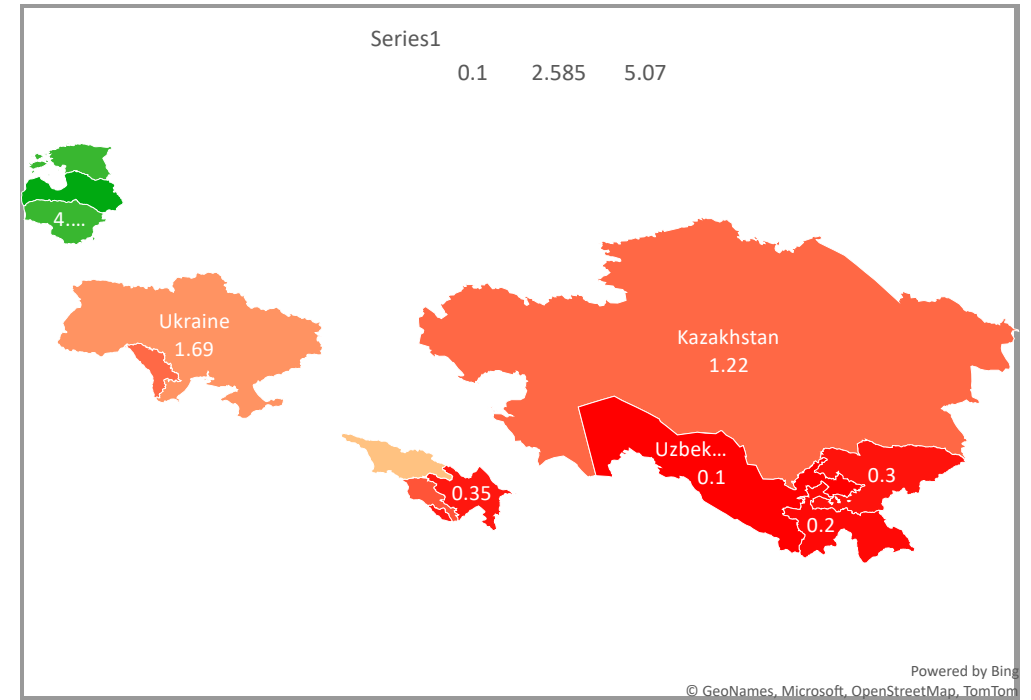 Series1
0.1 2.585 5.07
4....
Ukraine
1.69
Kazakhstan
1.22
Uzbek...
0.1
0.3
0.35
0.2
Powered by Bing
© GeoNames, Microsoft, OpenStreetMap, TomTom